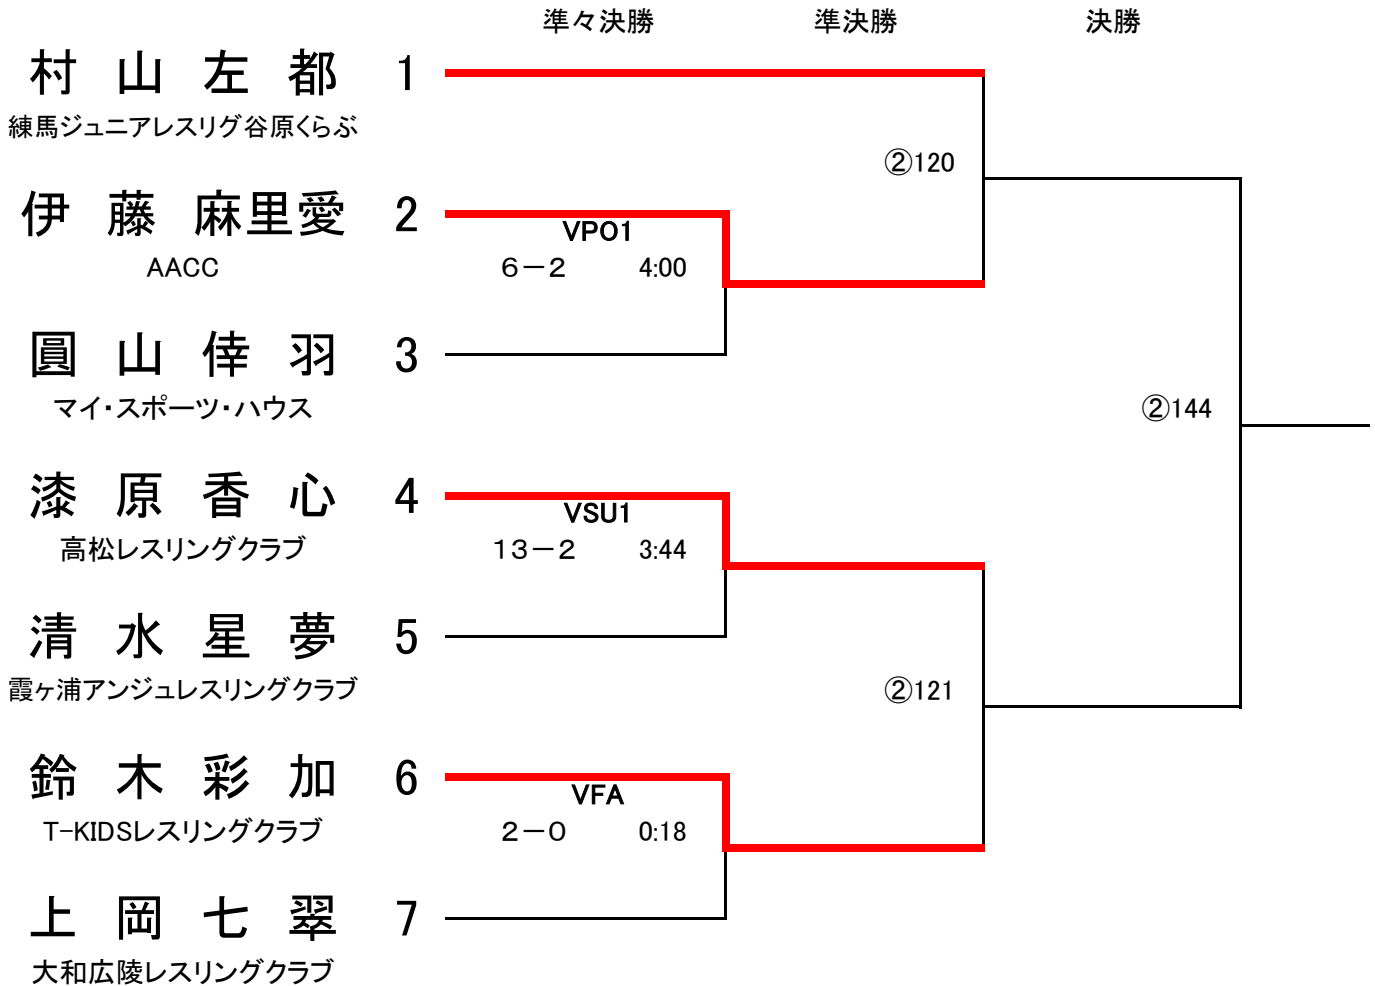 準々決勝 準決勝 決勝
村 山 左 都 1
練馬ジュニアレスリグ谷原くらぶ
②120
伊 藤 麻里愛 2
VPO1
AACC
6－2 4:00
圓 山 倖 羽 3
マイ・スポーツ・ハウス
②144
漆 原 香 心 4
VSU1
高松レスリングクラブ
13－2 3:44
清 水 星 夢 5
霞ヶ浦アンジュレスリングクラブ
②121
鈴 木 彩 加 6
VFA
T-KIDSレスリングクラブ
2－0 0:18
上 岡 七 翠 7
大和広陵レスリングクラブ